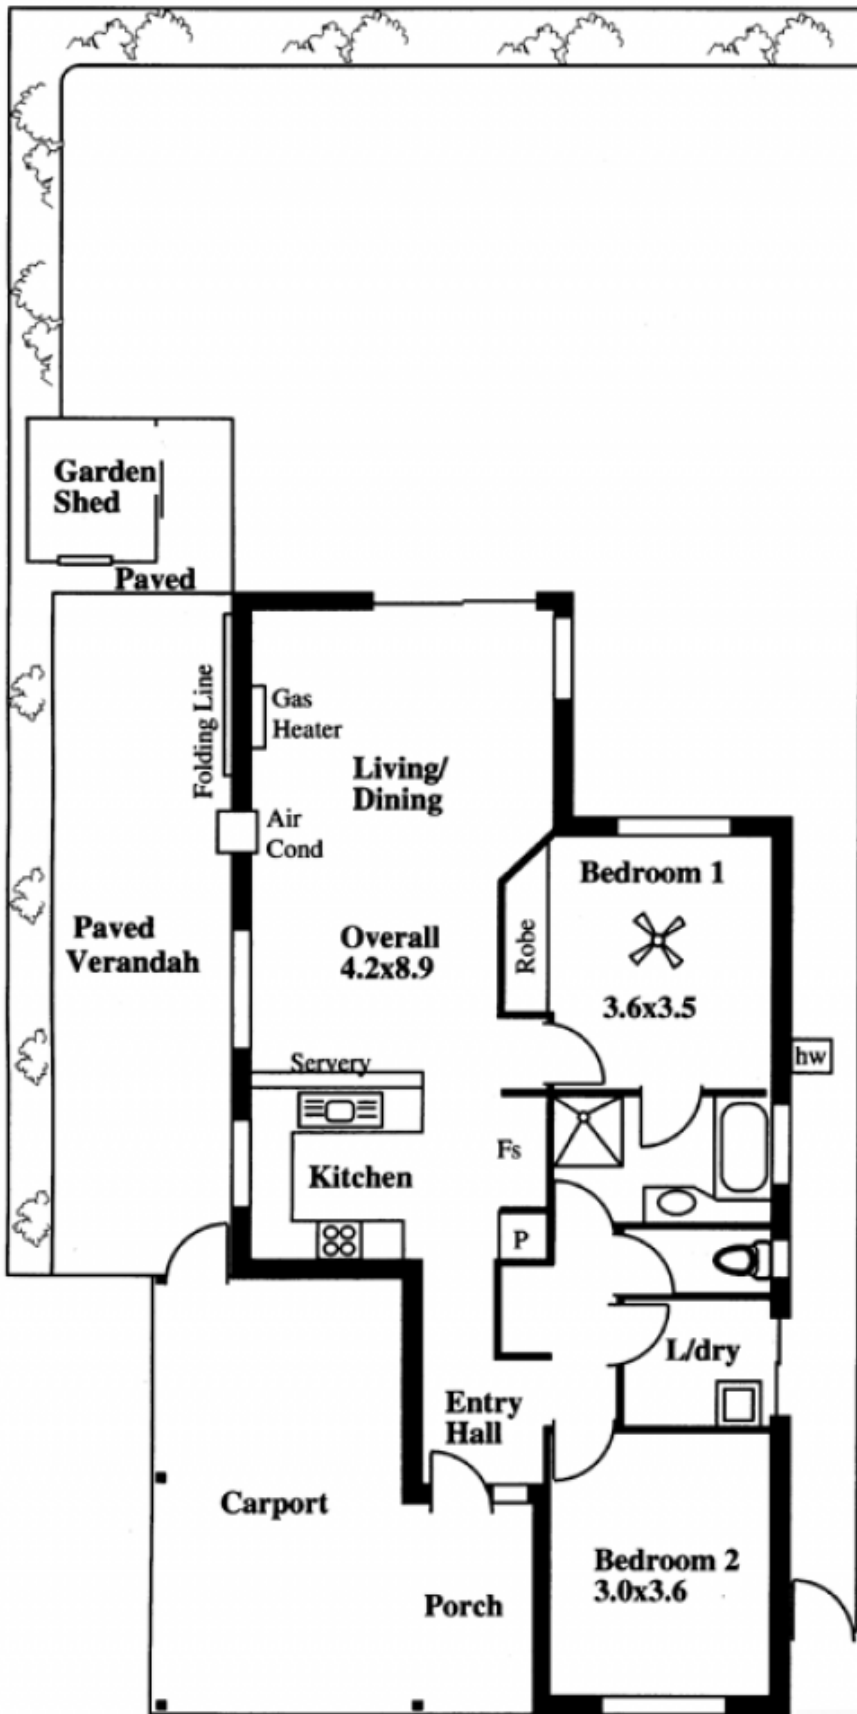 Garden
Shed
Paved
Folding Line
Gas
Heater
Living/
Dining
Air
Cond
Bedroom 1
Paved
Verandah
Overall
4.2x8.9
Robe
3.6x3.5
hw
Servery
Fs
Kitchen
P
L/dry
Entry
Hall
Carport
Bedroom 2
3.0x3.6
Porch